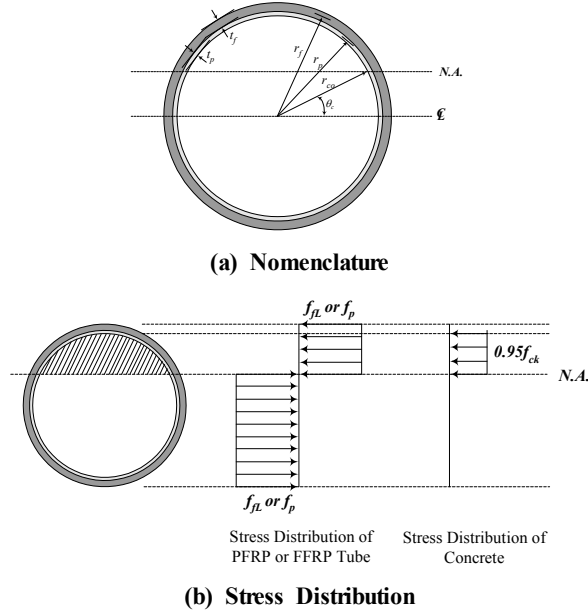 t_f
t_p
r_f
r_p
r_co
θ_c
N.A.
℄
(a) Nomenclature
f_fL or f_p
0.95f_ck
N.A.
f_fL or f_p
Stress Distribution of
PFRP or FFRP Tube
Stress Distribution of
Concrete
(b) Stress Distribution